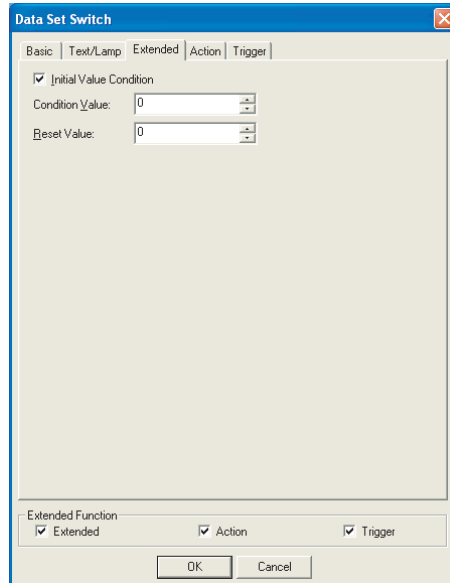 Data Set Switch
Basic Text/Lamp Extended Action Trigger
Initial Value Condition
Condition Value: 0
Reset Value: 0
Extended Function
Extended Action Trigger
OK Cancel